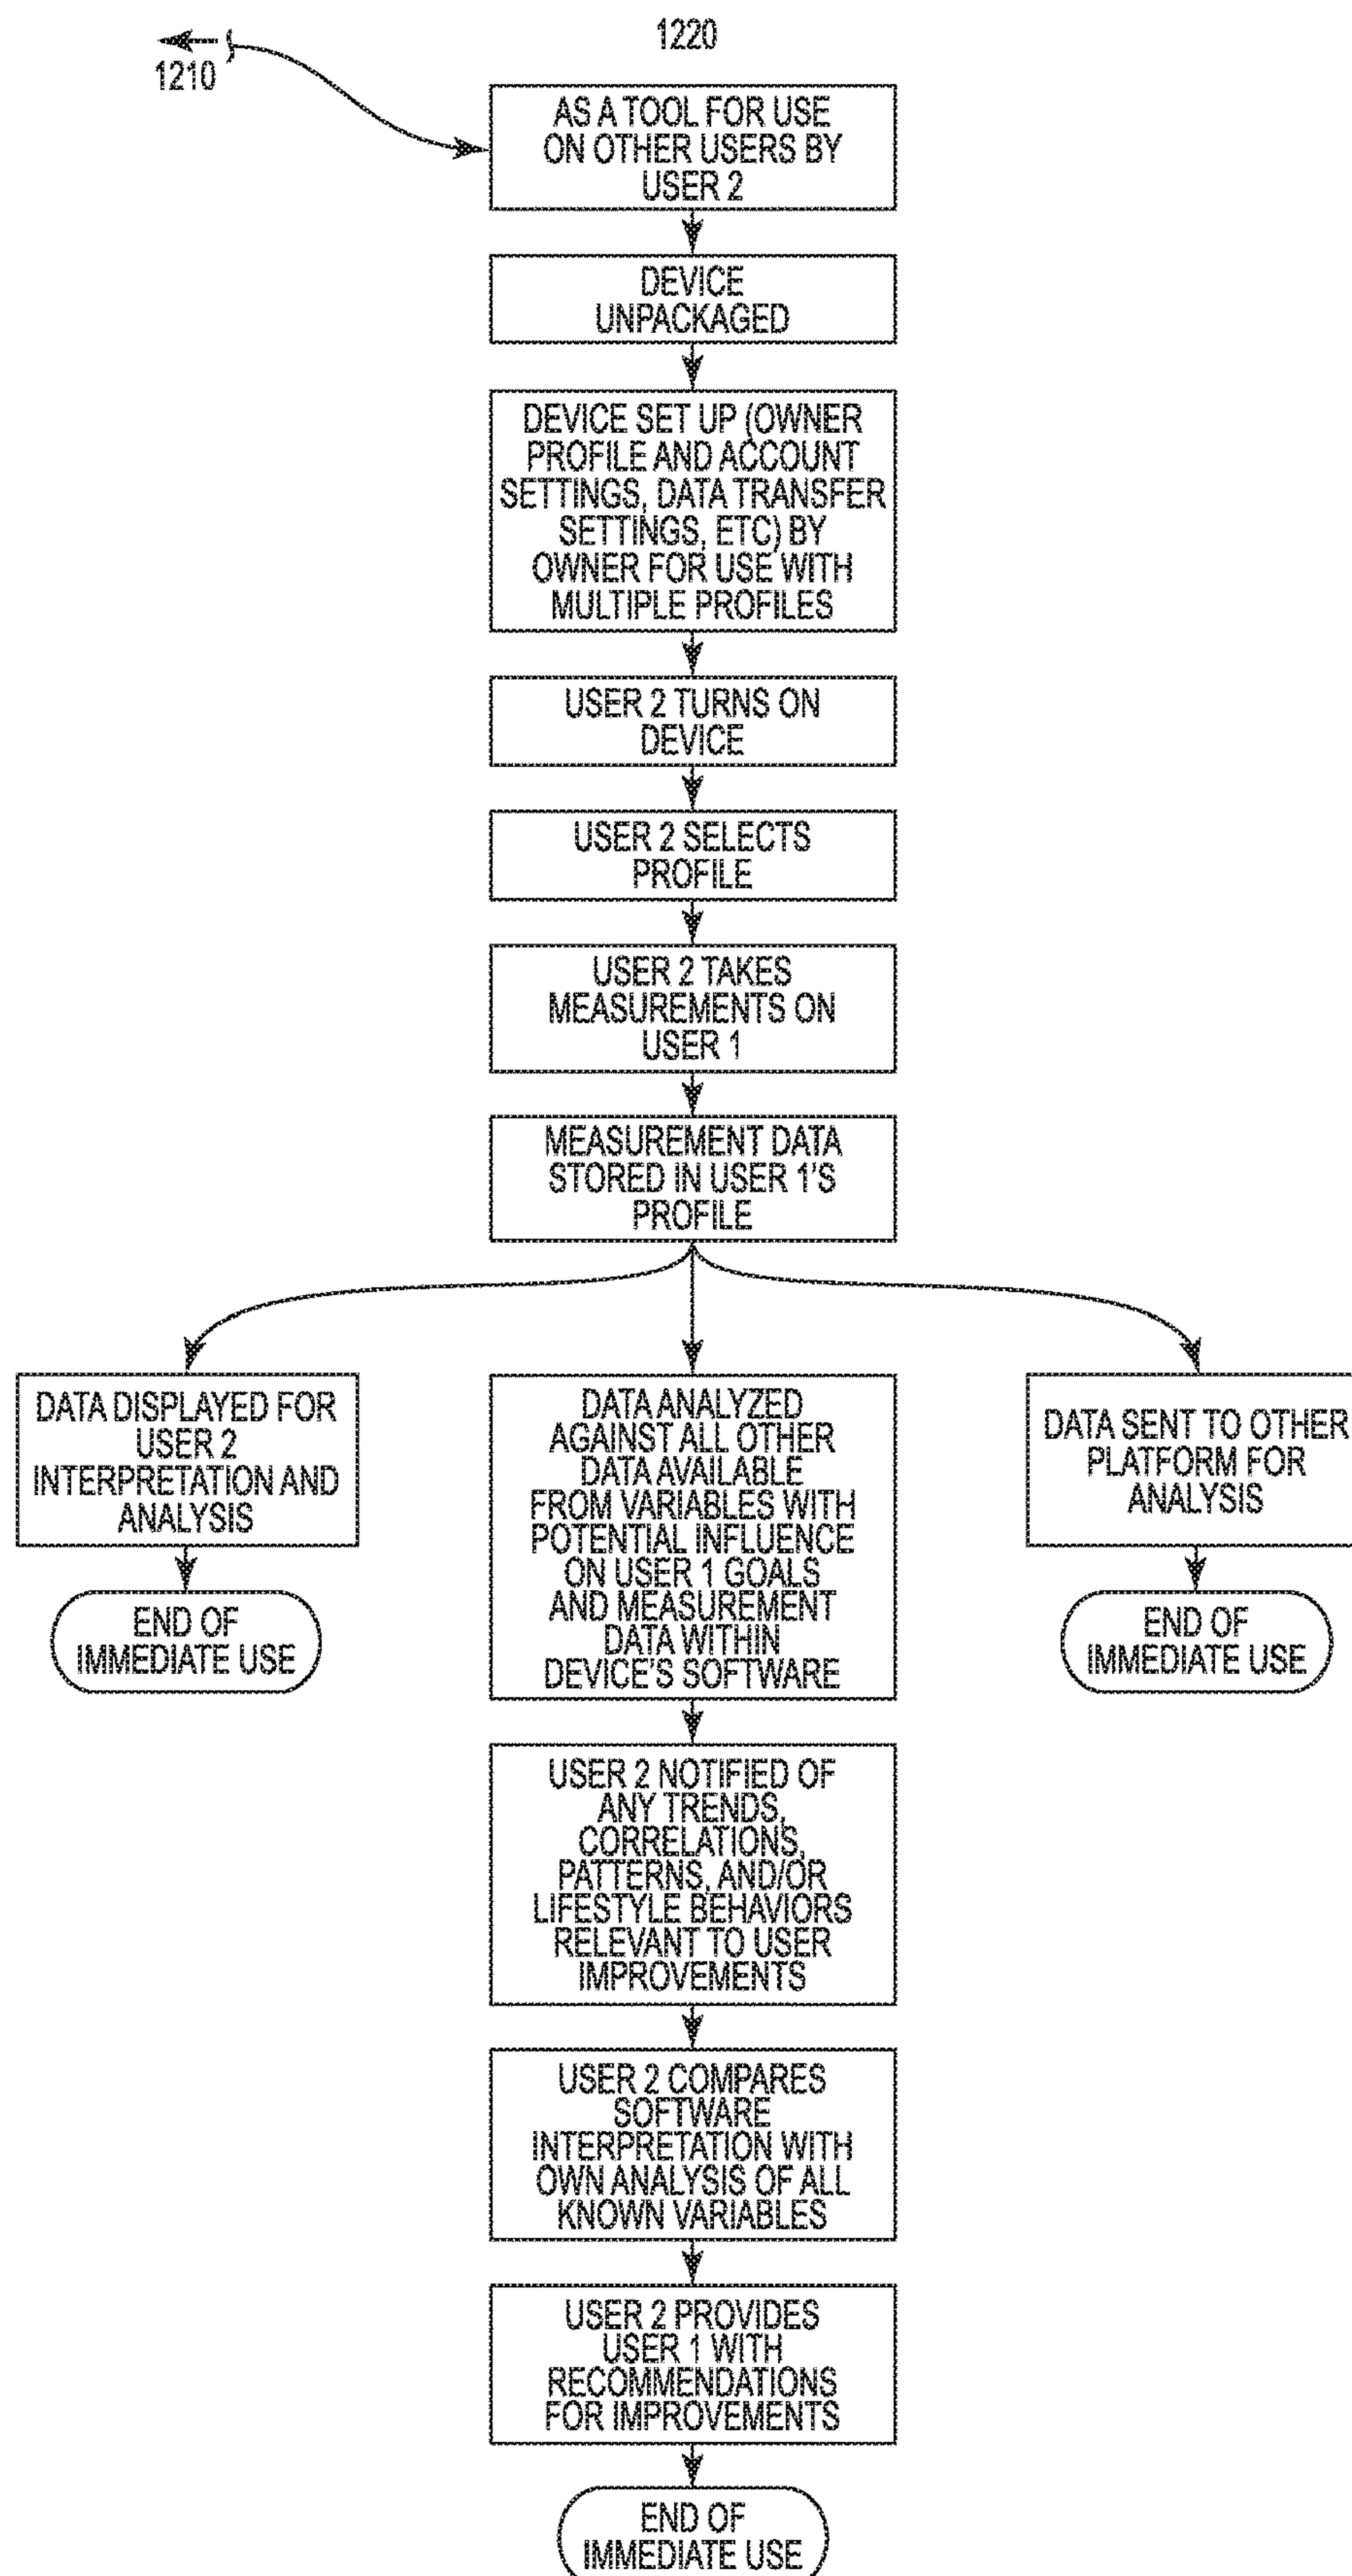 1220
1210
AS A TOOL FOR USE
ON OTHER USERS BY
USER 2
DEVICE
UNPACKAGED
DEVICE SET UP (OWNER
PROFILE AND ACCOUNT
SETTINGS, DATA TRANSFER
SETTINGS, ETC) BY
OWNER FOR USE WITH
MULTIPLE PROFILES
USER 2 TURNS ON
DEVICE
USER 2 SELECTS
PROFILE
USER 2 TAKES
MEASUREMENTS ON
USER 1
MEASUREMENT DATA
STORED IN USER 1'S
PROFILE
DATA DISPLAYED FOR
USER 2
INTERPRETATION AND
ANALYSIS
END OF
IMMEDIATE USE
DATA ANALYZED
AGAINST ALL OTHER
DATA AVAILABLE
FROM VARIABLES WITH
POTENTIAL INFLUENCE
ON USER 1 GOALS
AND MEASUREMENT
DATA WITHIN
DEVICE'S SOFTWARE
DATA SENT TO OTHER
PLATFORM FOR
ANALYSIS
END OF
IMMEDIATE USE
USER 2 NOTIFIED OF
ANY TRENDS,
CORRELATIONS,
PATTERNS, AND/OR
LIFESTYLE BEHAVIORS
RELEVANT TO USER
IMPROVEMENTS
USER 2 COMPARES
SOFTWARE
INTERPRETATION WITH
OWN ANALYSIS OF ALL
KNOWN VARIABLES
USER 2 PROVIDES
USER 1 WITH
RECOMMENDATIONS
FOR IMPROVEMENTS
END OF
IMMEDIATE USE